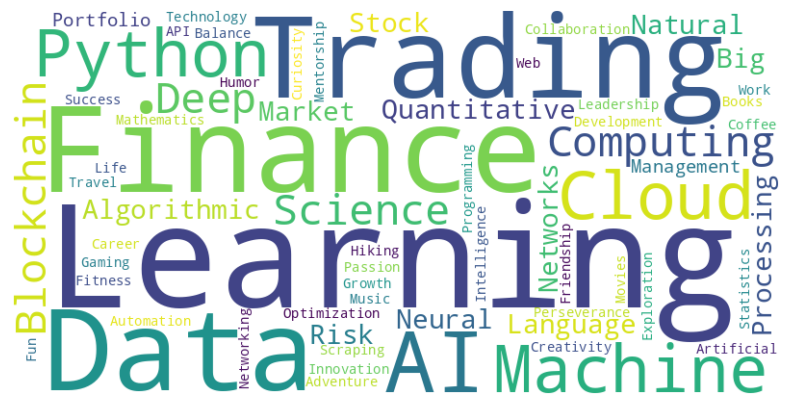 Portfolio
Technology
Trading
Stock
Collaboration
Natural
Python
API
Balance
Curiosity
Mentorship
Humor
Web
Big
Success
Deep
Market
Quantitative
Leadership
Work
Books
Mathematics
Development
Coffee
Blockchain
Finance
Computing
Life
Travel
Management
Programming
Networks
Cloud
Processing
Algorithmic
Science
Learning
Intelligence
Friendship
Career
Gaming
Fitness
Hiking
Passion
Growth
Music
Movies
Exploration
Statistics
Data
Automation
Fun
Networking
Optimization
Risk
Neural
Perseverance
Language
Scraping
Innovation
Adventure
AI
Creativity
Artificial
Machine